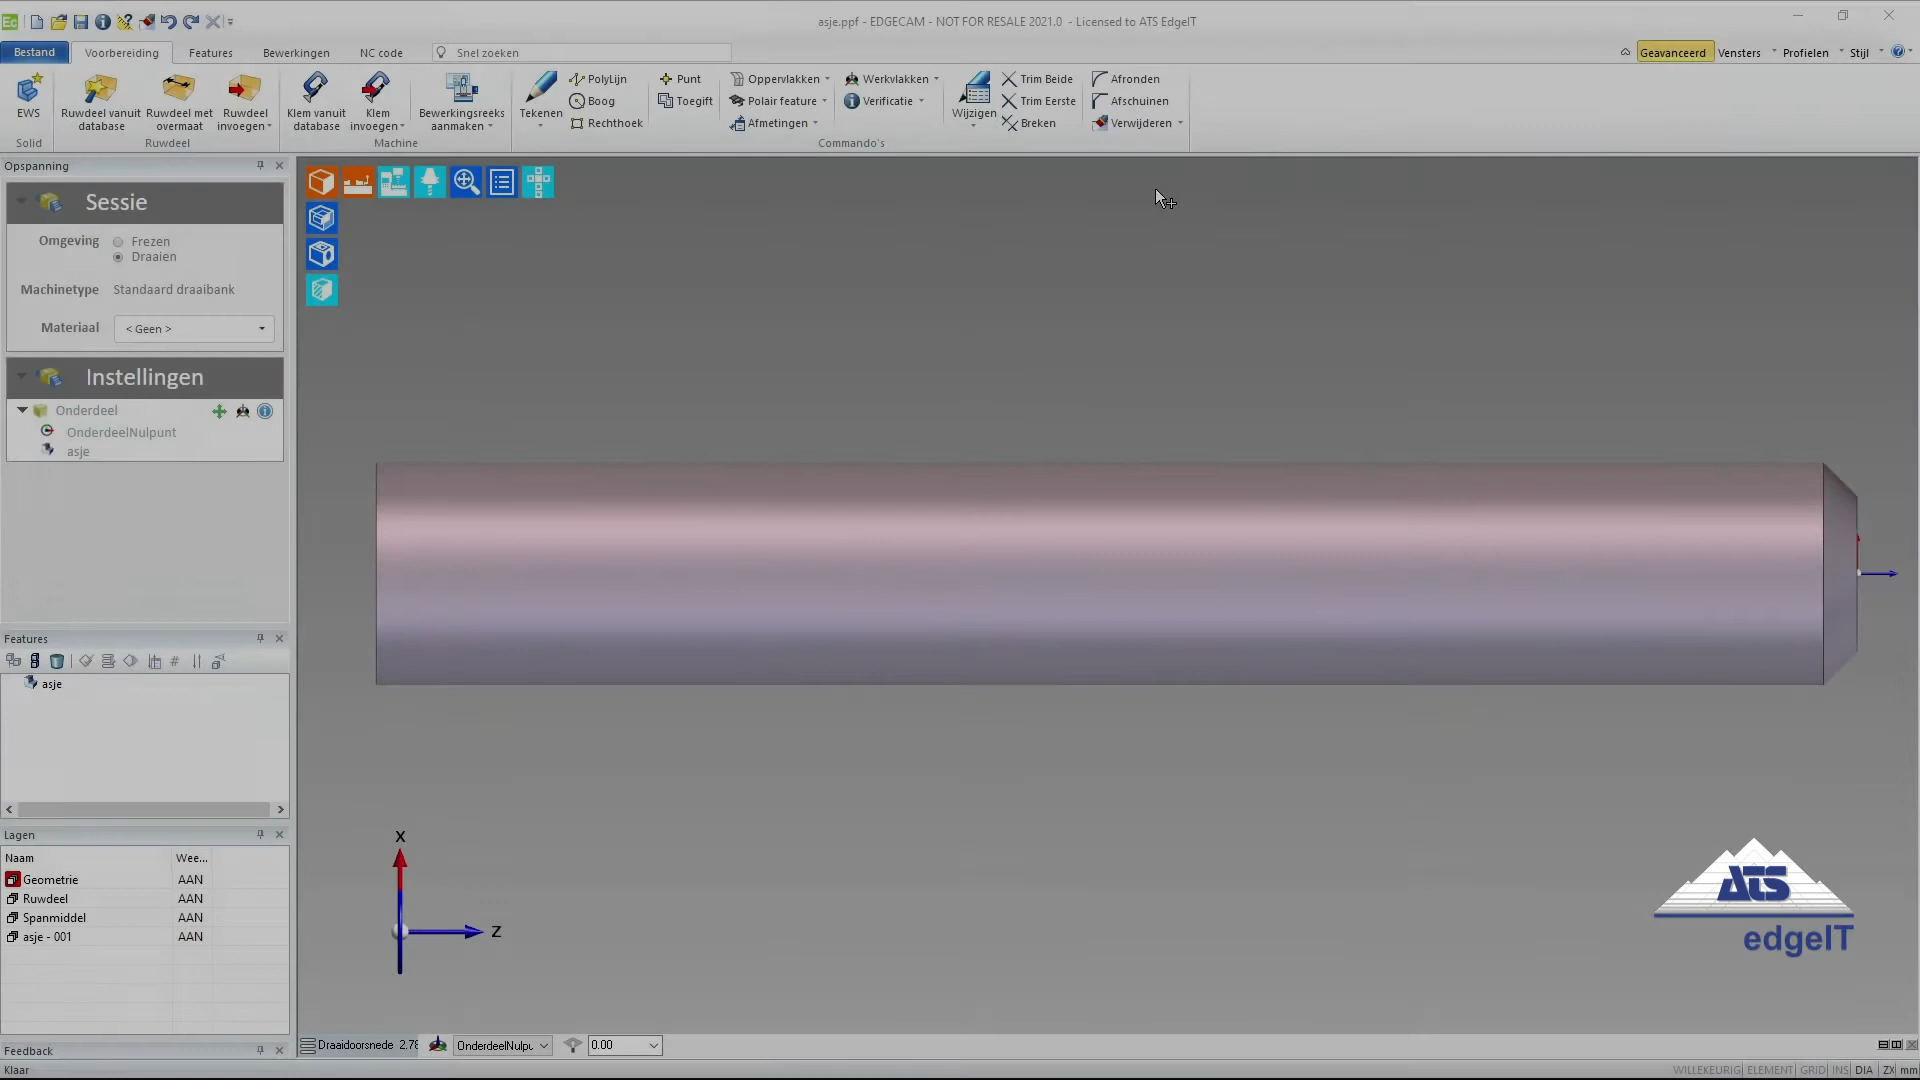 asje.ppf - EDGECAM - NOT FOR RESALE 2021.0 - Licensed to ATS EdgeIT
Bestand Voorbereiding Features Bewerkingen NC code Snel zoeken Geavanceerd Vensters Profielen Stijl
EWS
Solid
Ruwdeel vanuit database
Ruwdeel met overmaat
Ruwdeel invoegen
Ruwdeel
Klem vanuit database
Klem invoegen
Bewerkingsreeks aanmaken
Machine
Tekenen
PolyLijn
Boog
Rechthoek
Punt
Toegift
Oppervlakken
Polair feature
Afmetingen
Werkvlakken
Verificatie
Wijzigen
Trim Beide
Trim Eerste
Breken
Afronden
Afschuinen
Verwijderen
Commando's
Opspanning
Sessie
Omgeving Frezen
Draaien
Machinetype Standaard draaibank
Materiaal < Geen >
Instellingen
Onderdeel
OnderdeelNulpunt
asje
Features
asje
Lagen
Naam Wee...
Geometrie AAN
Ruwdeel AAN
Spanmiddel AAN
asje - 001 AAN
Feedback
Klaar
X
Z
ATS
edgeIT
Draaidoorsnede 2.78 OnderdeelNulpu 0.00
WILLEKEURIG ELEMENT GRID INS DIA ZX mm